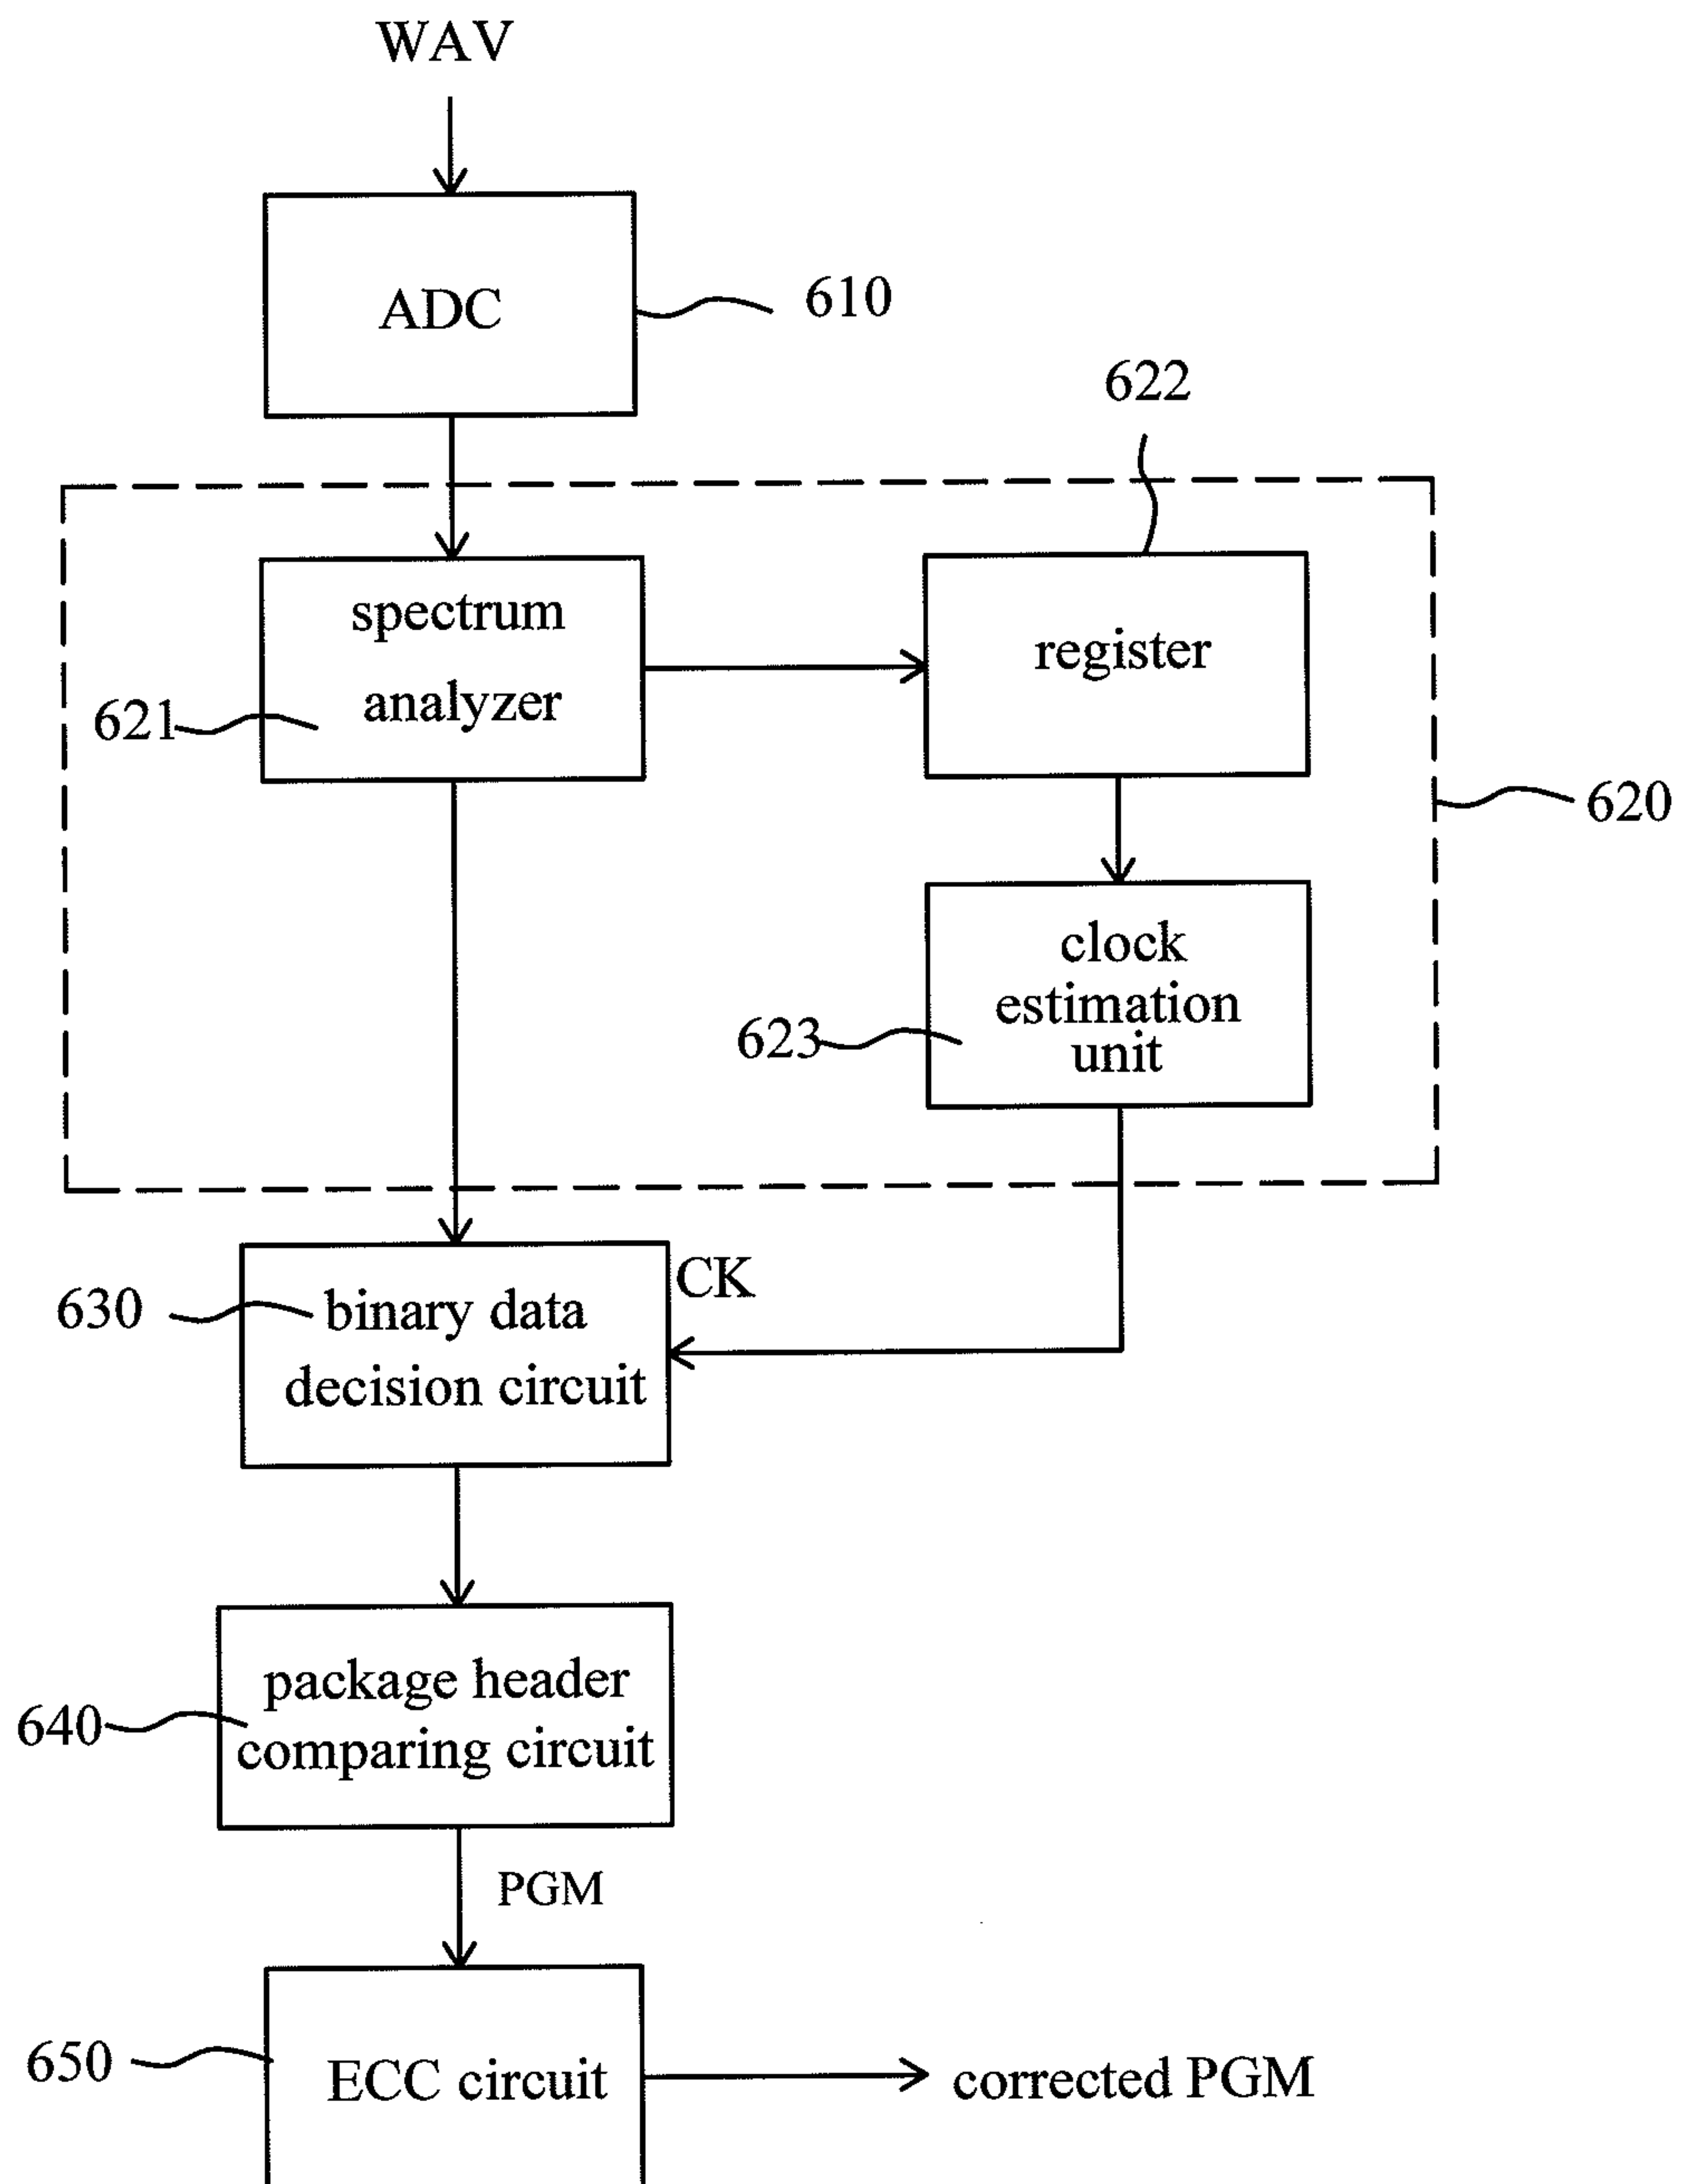 WAV
ADC
610
622
spectrum
analyzer
621
register
620
clock
estimation
unit
623
CK
630
binary data
decision circuit
package header
comparing circuit
640
PGM
650
ECC circuit
corrected PGM